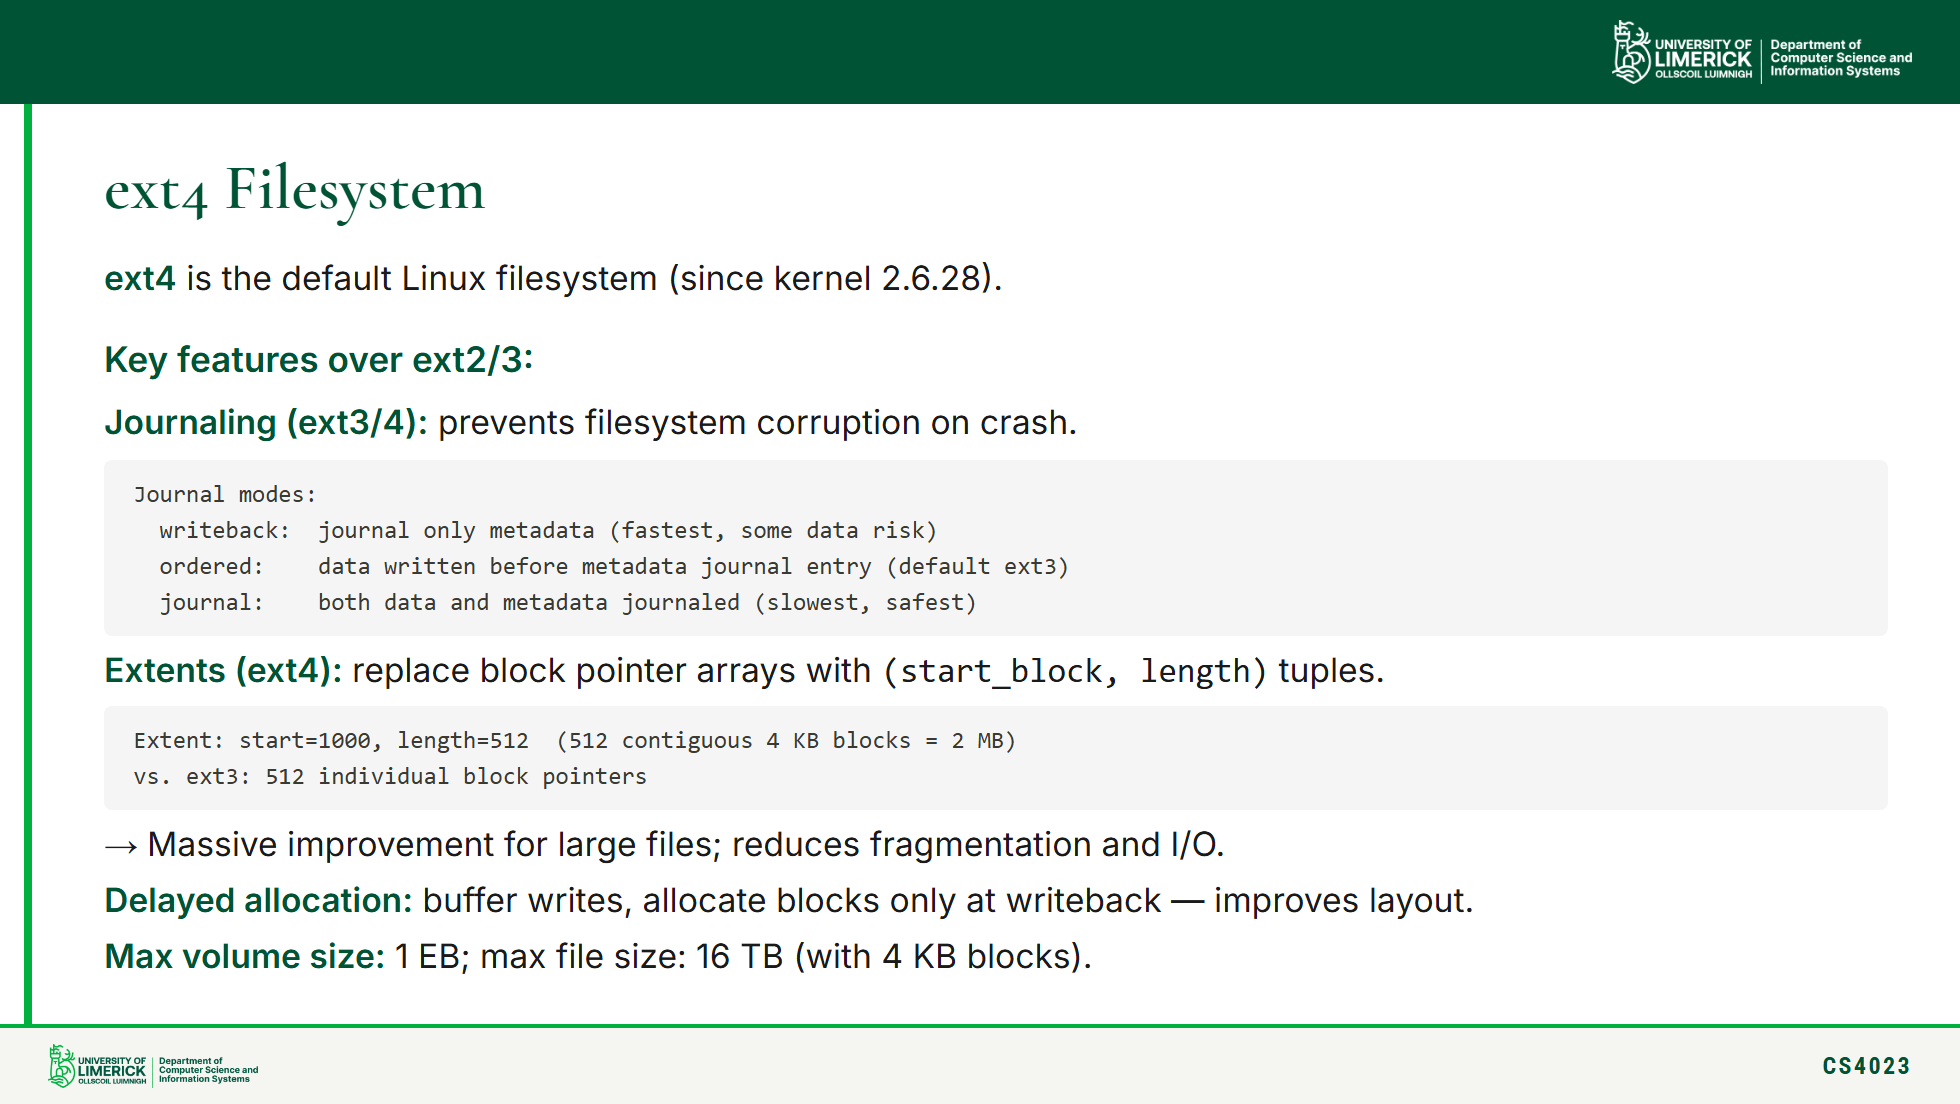 UNIVERSITY OF
LIMERICK
OLLSCOIL LUIMNIGH
Department of
Computer Science and
Information Systems
ext4 Filesystem
ext4 is the default Linux filesystem (since kernel 2.6.28).
Key features over ext2/3:
Journaling (ext3/4): prevents filesystem corruption on crash.
Journal modes:
  writeback:  journal only metadata (fastest, some data risk)
  ordered:    data written before metadata journal entry (default ext3)
  journal:    both data and metadata journaled (slowest, safest)
Extents (ext4): replace block pointer arrays with (start_block, length) tuples.
Extent: start=1000, length=512  (512 contiguous 4 KB blocks = 2 MB)
vs. ext3: 512 individual block pointers
→ Massive improvement for large files; reduces fragmentation and I/O.
Delayed allocation: buffer writes, allocate blocks only at writeback — improves layout.
Max volume size: 1 EB; max file size: 16 TB (with 4 KB blocks).
UNIVERSITY OF
LIMERICK
OLLSCOIL LUIMNIGH
Department of
Computer Science and
Information Systems
CS4023